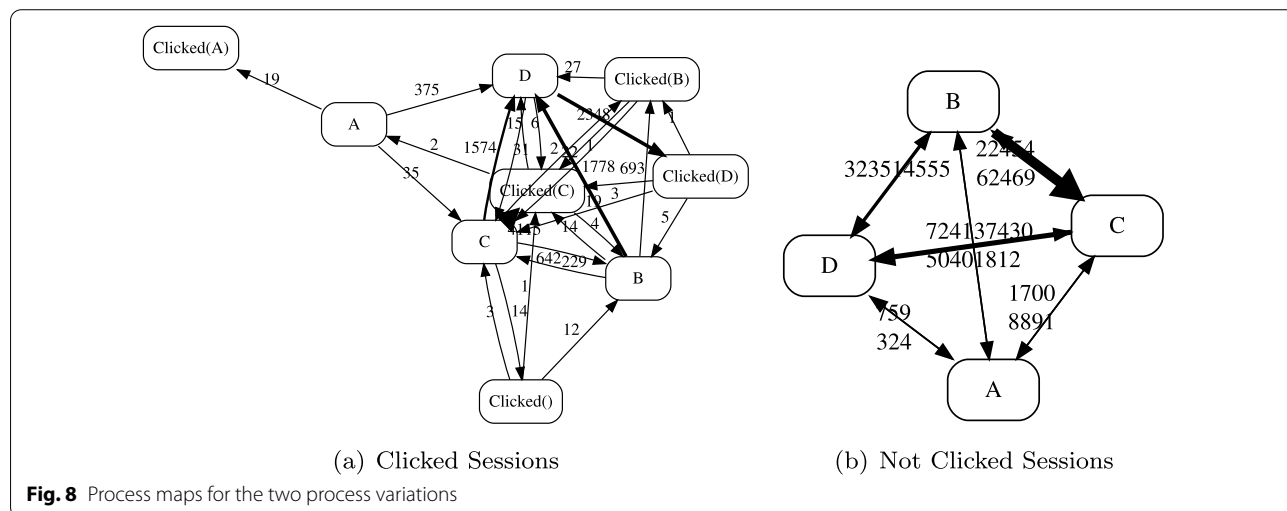 Clicked(A)
D
Clicked(B)
27
19
375
A
2348
1
15
6
1574
31
2
2
1
2
1778
693
Clicked(D)
35
Clicked(C)
3
19
C
14
4
5
642
229
B
1
3
14
12
Clicked()
(a) Clicked Sessions
B
22454
62469
323514555
C
724137430
50401812
D
1700
8891
759
324
A
(b) Not Clicked Sessions
Fig. 8 Process maps for the two process variations